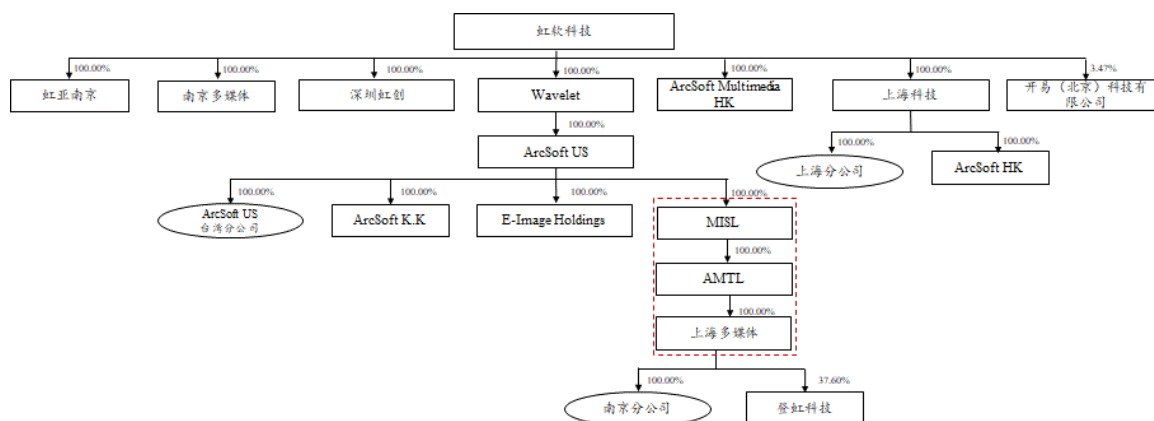 虹软科技
100.00%
100.00%
100.00%
100.00%
100.00%
100.00%
3.47%
虹亚南京
南京多媒体
深圳虹创
Wavelet
ArcSoft Multimedia
HK
上海科技
开易（北京）科技有
限公司
100.00%
100.00%
100.00%
ArcSoft US
上海分公司
ArcSoft HK
100.00%
100.00%
100.00%
100.00%
ArcSoft US
台湾分公司
ArcSoft K.K
E-Image Holdings
MISL
100.00%
AMTL
100.00%
上海多媒体
100.00%
37.60%
南京分公司
登虹科技